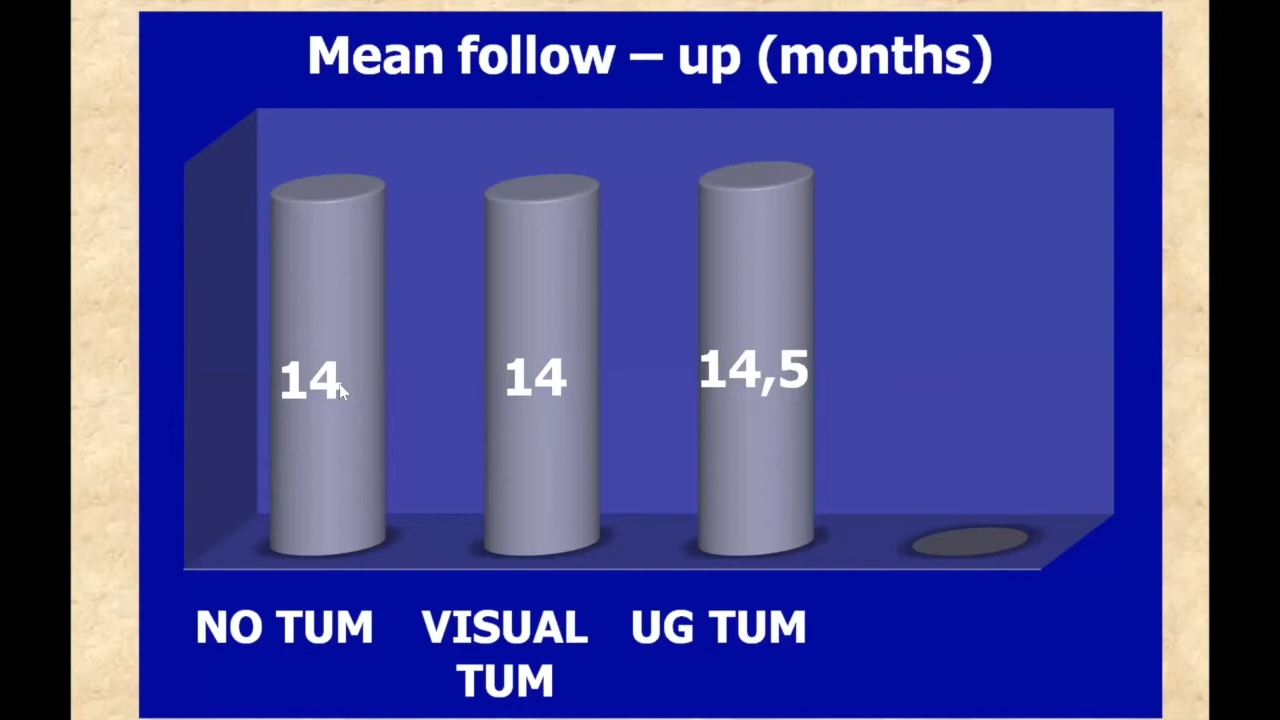 Mean follow – up (months)
14
14
14,5
NO TUM
VISUAL
TUM
UG TUM